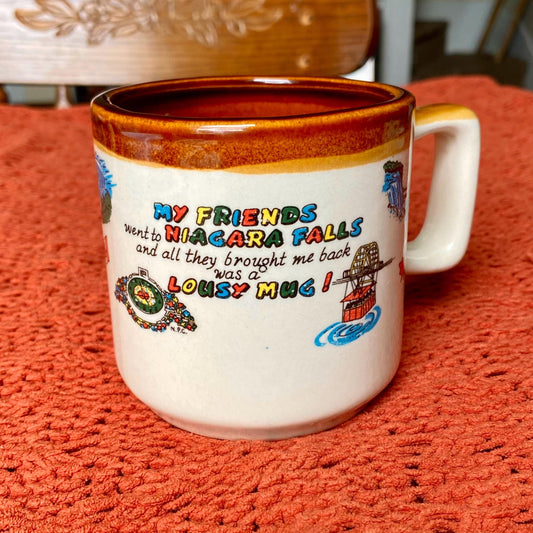 MY FRIENDS
went to NIAGARA FALLS
and all they brought me back
was a
LOUSY MUG!
N.P.C.